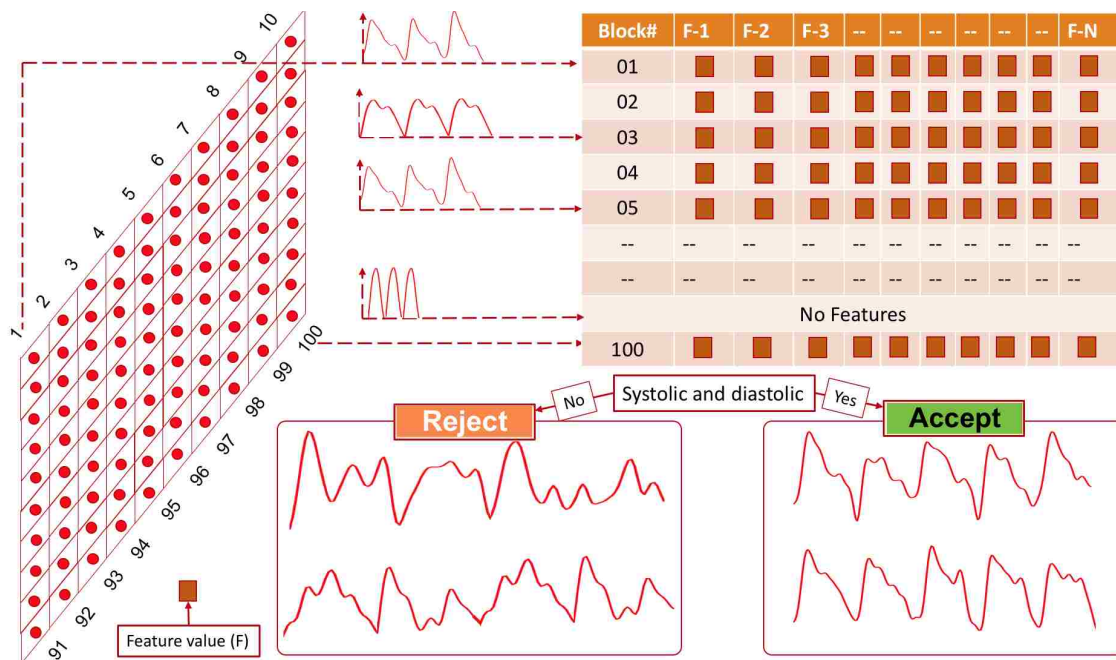 1
2
3
4
5
6
7
8
9
10
91
92
93
94
95
96
97
98
99
100
Feature value (F)
Block# F-1 F-2 F-3 -- -- -- -- -- -- F-N
01
02
03
04
05
-- -- -- -- -- -- -- -- -- -- --
-- -- -- -- -- -- -- -- -- -- --
No Features
100
Systolic and diastolic
No
Yes
Reject
Accept